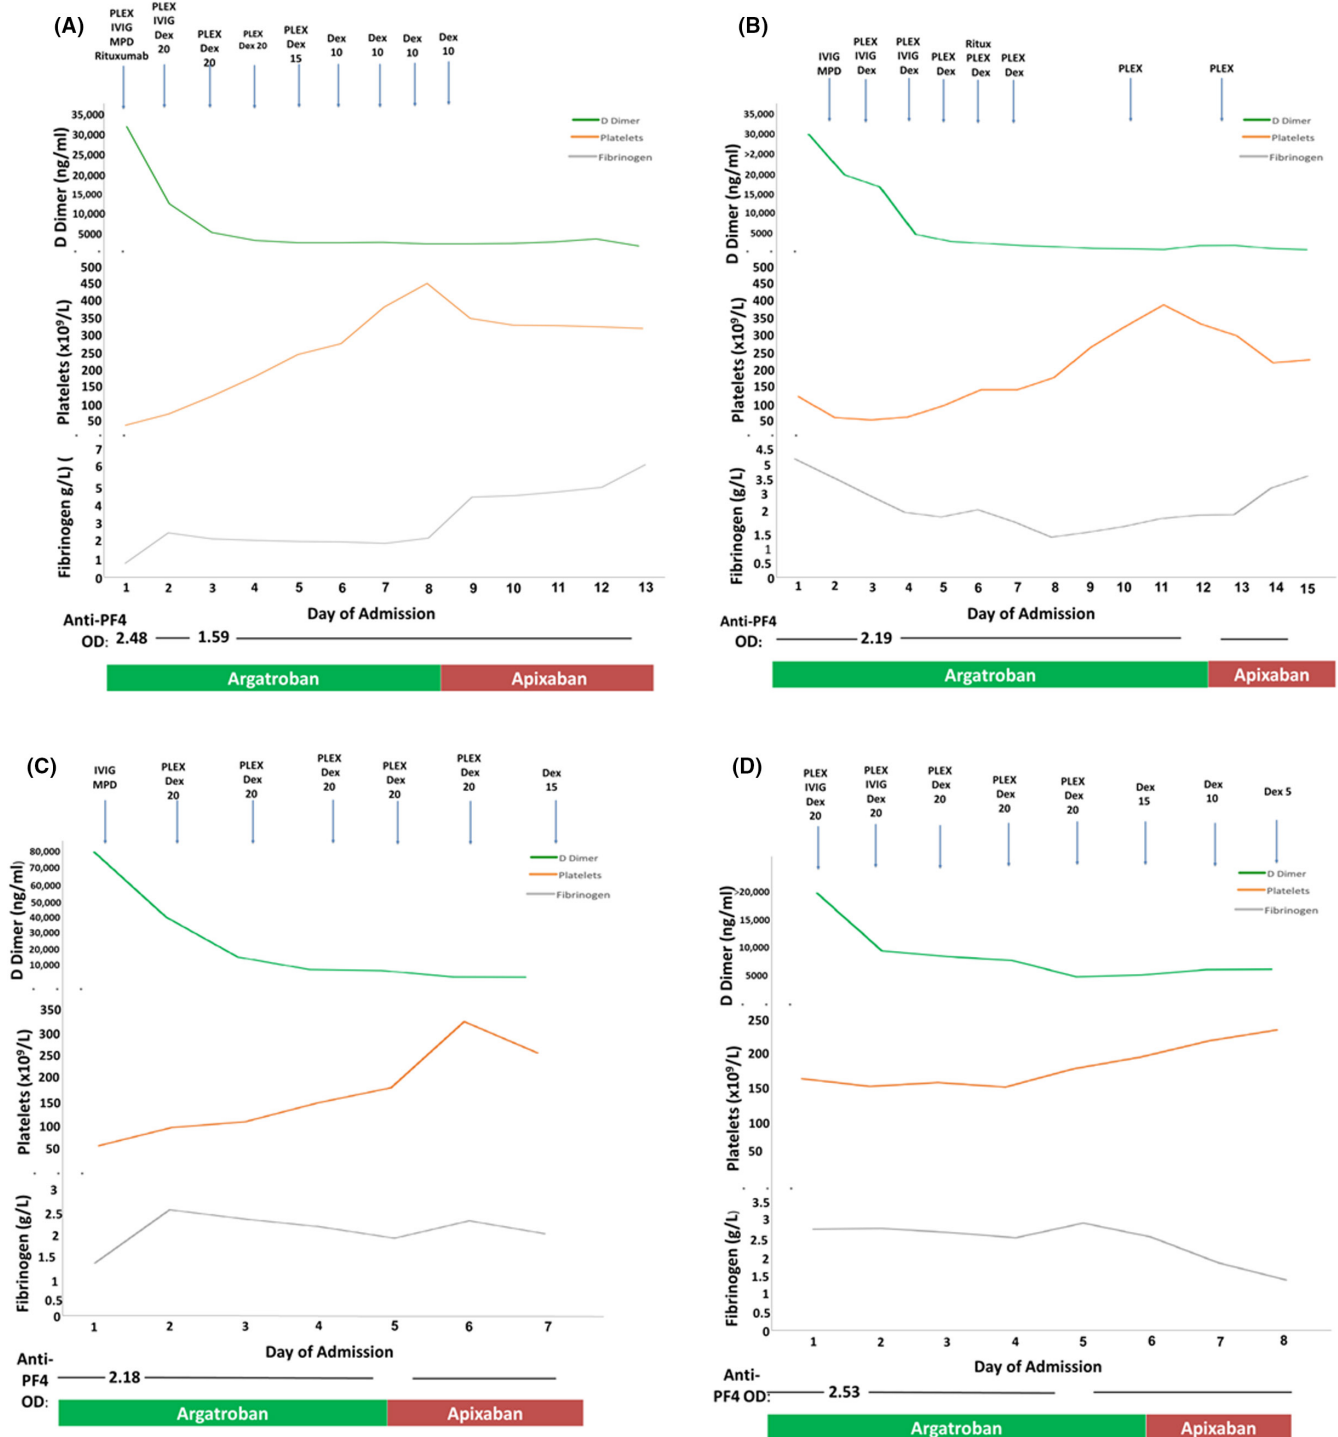 (A)
PLEX
IVIG
MPD
Rituxumab
PLEX
IVIG
Dex
20
PLEX
Dex
20
PLEX
Dex 20
PLEX
Dex
15
Dex
10
Dex
10
Dex
10
Dex
10
D Dimer (ng/ml)
35,000
30,000
25,000
20,000
15,000
10,000
5000
D Dimer
Platelets
Fibrinogen
Platelets (x10⁹/L)
500
450
400
350
300
250
200
150
100
50
Fibrinogen g/L) (
7
6
5
4
3
2
1
0
1 2 3 4 5 6 7 8 9 10 11 12 13
Day of Admission
Anti-PF4
OD: 2.48 1.59
Argatroban Apixaban
(B)
IVIG
MPD
PLEX
IVIG
Dex
PLEX
IVIG
Dex
PLEX
Dex
Ritux
PLEX
Dex
PLEX
Dex
PLEX
PLEX
D Dimer (ng/ml)
35,000
30,000
>2,000
20,000
15,000
10,000
5000
D Dimer
Platelets
Fibrinogen
Platelets (x10⁹/L)
500
450
400
350
300
250
200
150
100
50
Fibrinogen (g/L)
4.5
5
3.5
3
2
1.5
1
0.5
0
1 2 3 4 5 6 7 8 9 10 11 12 13 14 15
Day of Admission
Anti-PF4
OD: 2.19
Argatroban Apixaban
(C)
IVIG
MPD
PLEX
Dex
20
PLEX
Dex
20
PLEX
Dex
20
PLEX
Dex
20
PLEX
Dex
20
Dex
15
D Dimer (ng/ml)
80,000
70,000
60,000
50,000
40,000
30,000
20,000
10,000
D Dimer
Platelets
Fibrinogen
Platelets (x10⁹/L)
350
300
250
200
150
100
50
Fibrinogen (g/L)
3
2.5
2
1.5
1
0.5
0
1 2 3 4 5 6 7
Day of Admission
Anti-
PF4 2.18
OD:
Argatroban Apixaban
(D)
PLEX
IVIG
Dex
20
PLEX
IVIG
Dex
20
PLEX
Dex
20
PLEX
Dex
20
PLEX
Dex
20
Dex
15
Dex
10
Dex 5
D Dimer (ng/ml)
>20,000
15,000
10,000
5000
D Dimer
Platelets
Fibrinogen
Platelets (x10⁹/L)
250
200
150
100
50
Fibrinogen (g/L)
3.5
3
2.5
2
1.5
1
0.5
0
1 2 3 4 5 6 7 8
Day of Admission
Anti-
PF4 OD: 2.53
Argatroban Apixaban